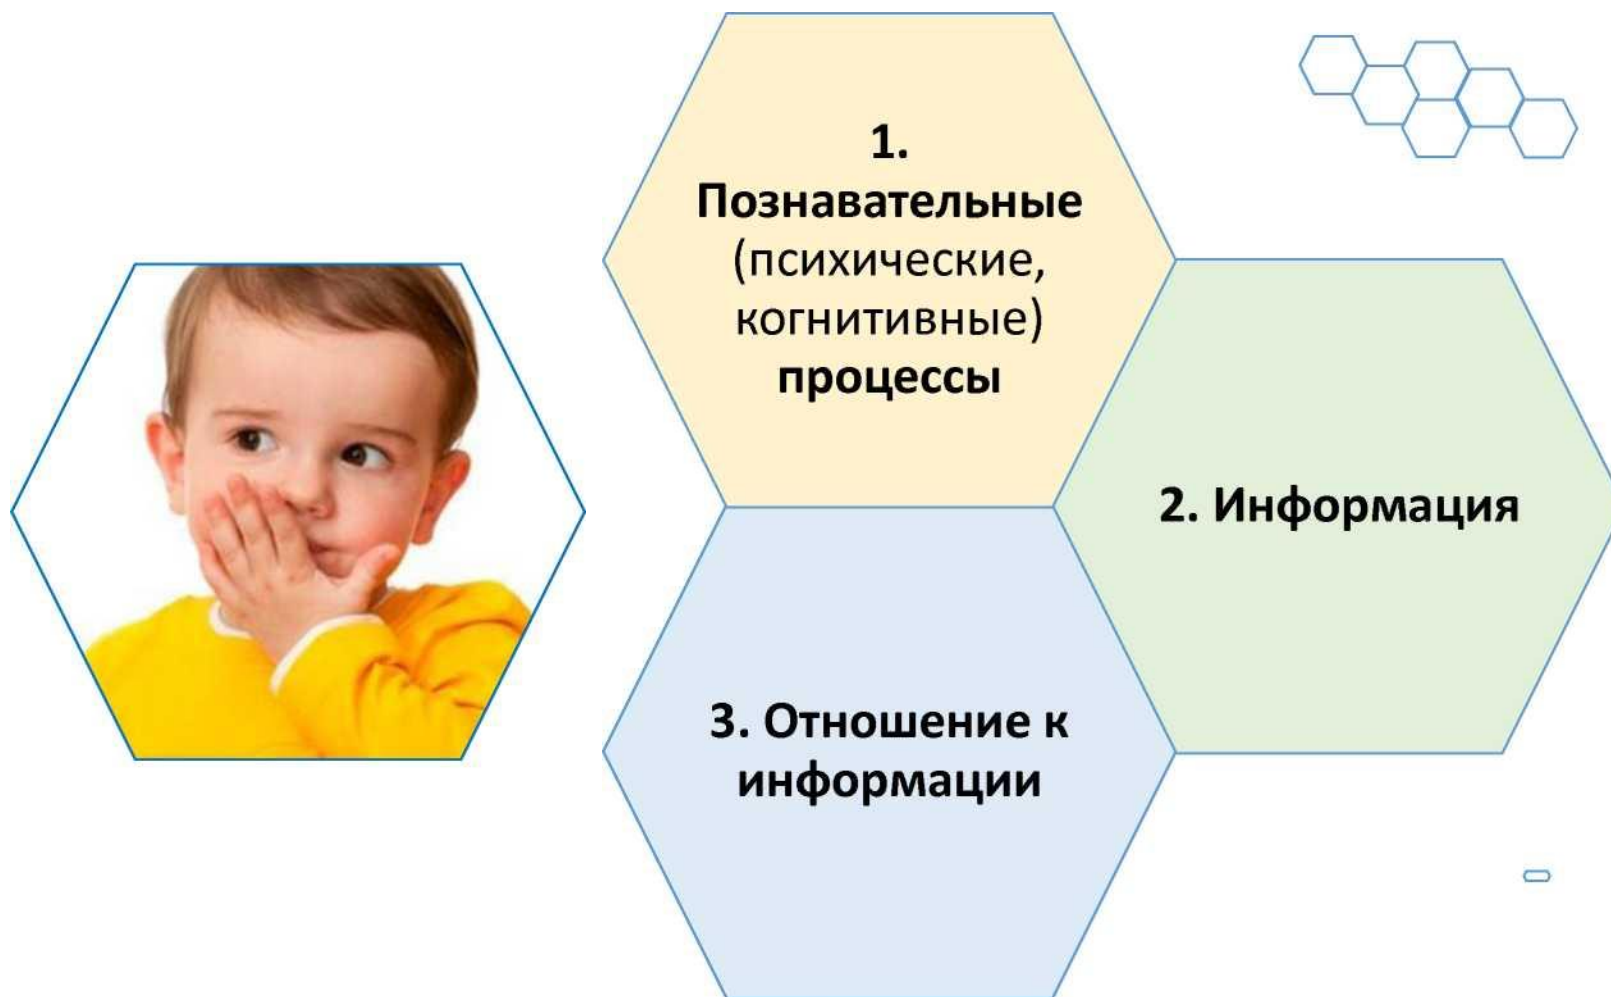 1.
Познавательные
(психические,
когнитивные)
процессы
2. Информация
3. Отношение к
информации